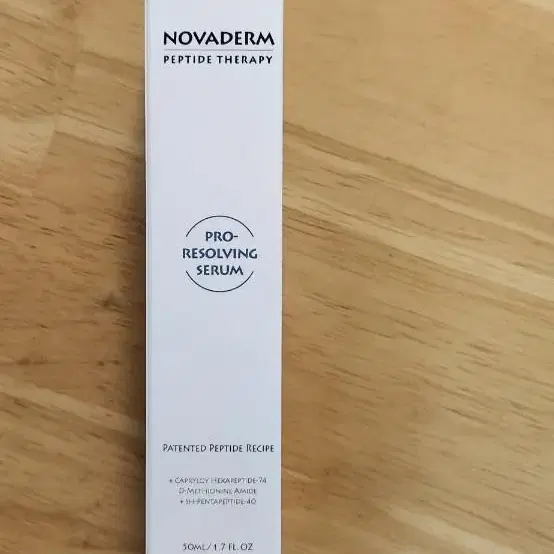 NOVADERM
PEPTIDE THERAPY
PRO-
RESOLVING
SERUM
PATENTED PEPTIDE RECIPE
+ CAPRYLOY HEXAPEPTIDE-74
D-METHIONINE AMIDE
+ SH-PENTAPEPTIDE-40
50ML/1.7 FL.OZ